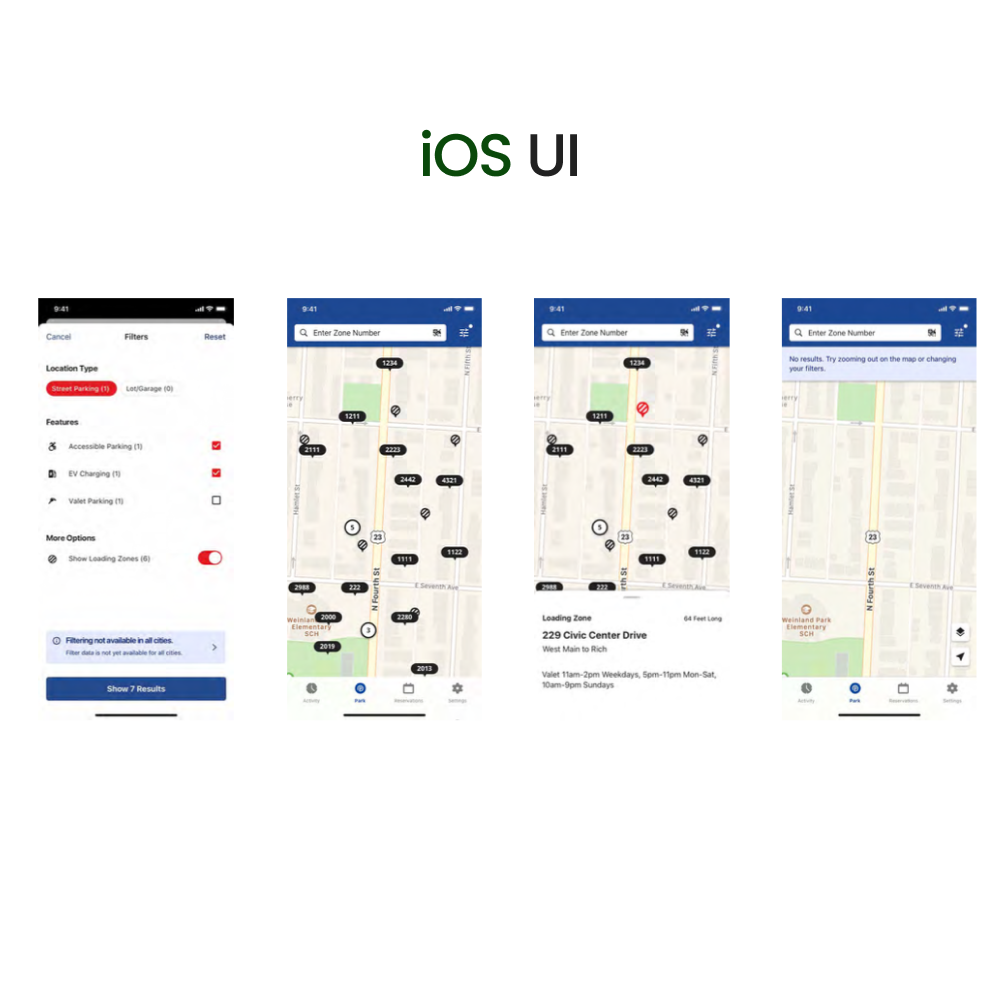 iOS UI
9:41
Cancel Filters Reset
Location Type
Street Parking (1) Lot/Garage (0)
Features
Accessible Parking (1)
EV Charging (1)
Valet Parking (1)
More Options
Show Loading Zones (6)
Filtering not available in all cities.
Filter data is not yet available for all cities.
Show 7 Results
9:41
Enter Zone Number
1234
N Fifth St
1211
2111
2223
2442
4321
Hamlet St
5
23
1122
1111
2988
222
E Seventh Ave
N Fourth St
2000
2280
Weinland
Elementary
SCH
3
2019
2013
Activity Park Reservations Settings
9:41
Enter Zone Number
1234
1211
2111
2223
2442
4321
Hamlet St
5
23
1122
1111
2988
222
E Seventh Ave
Loading Zone 64 Feet Long
229 Civic Center Drive
West Main to Rich
Valet 11am-2pm Weekdays, 5pm-11pm Mon-Sat,
10am-9pm Sundays
9:41
Enter Zone Number
No results. Try zooming out on the map or changing
your filters.
Hamlet St
23
N Fourth St
Weinland Park
Elementary
SCH
Activity Park Reservations Settings